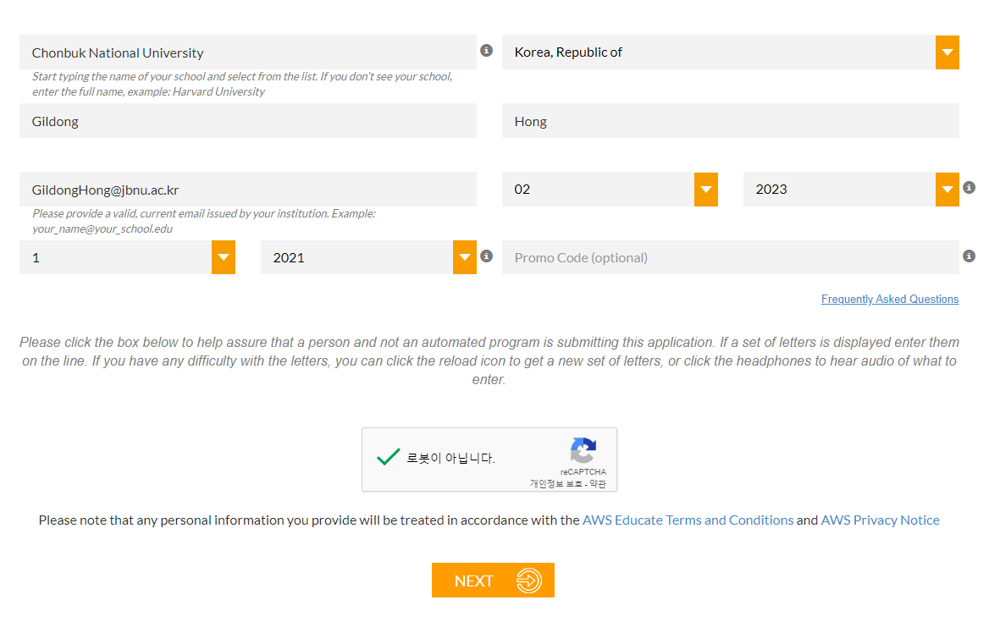 Chonbuk National University
Korea, Republic of
Start typing the name of your school and select from the list. If you don't see your school,
enter the full name, example: Harvard University
Gildong
Hong
GildongHong@jbnu.ac.kr
02
2023
Please provide a valid, current email issued by your institution. Example:
your_name@your_school.edu
1
2021
Promo Code (optional)
Frequently Asked Questions
Please click the box below to help assure that a person and not an automated program is submitting this application. If a set of letters is displayed enter them
on the line. If you have any difficulty with the letters, you can click the reload icon to get a new set of letters, or click the headphones to hear audio of what to
enter.
로봇이 아닙니다.
reCAPTCHA
개인정보 보호 - 약관
Please note that any personal information you provide will be treated in accordance with the AWS Educate Terms and Conditions and AWS Privacy Notice
NEXT